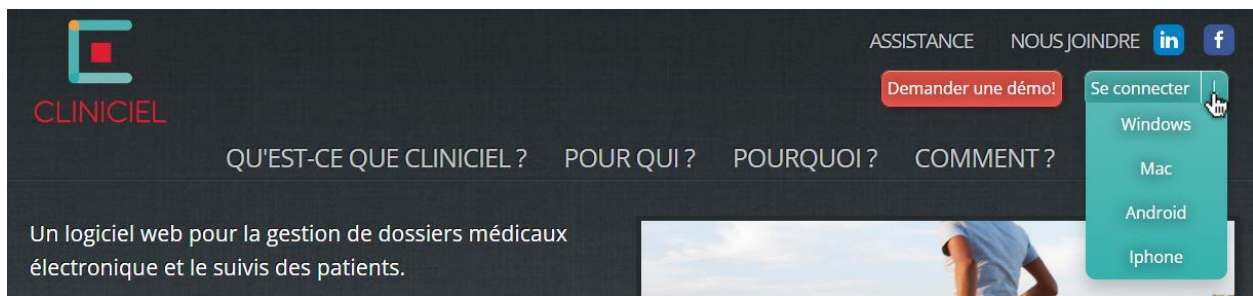 ASSISTANCE NOUS JOINDRE in f
Demander une démo! Se connecter
CLINICIEL
Windows
QU'EST-CE QUE CLINICIEL ? POUR QUI ? POURQUOI ? COMMENT ?
Mac
Android
Un logiciel web pour la gestion de dossiers médicaux
électronique et le suivis des patients.
Iphone